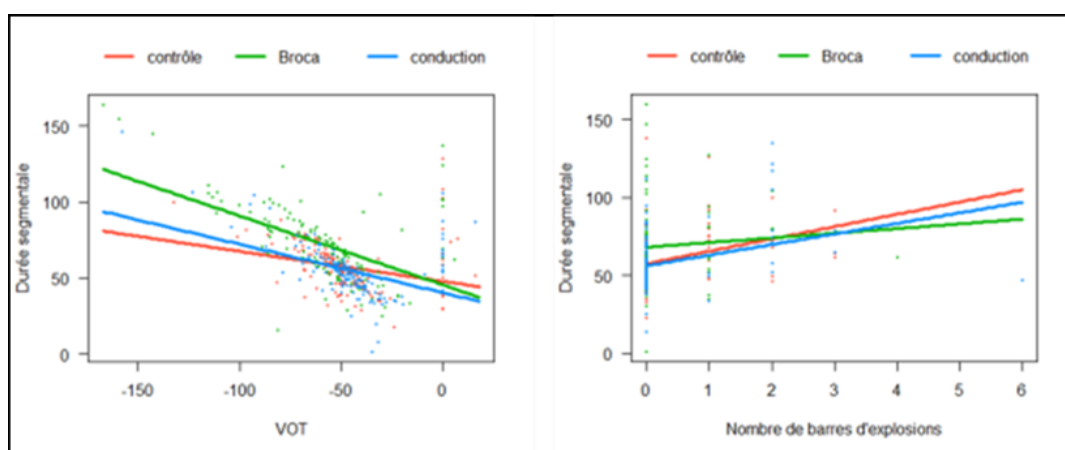 contrôle Broca conduction
Durée segmentale
150
100
50
0
-150 -100 -50 0
VOT
contrôle Broca conduction
Durée segmentale
150
100
50
0
0 1 2 3 4 5 6
Nombre de barres d'explosions